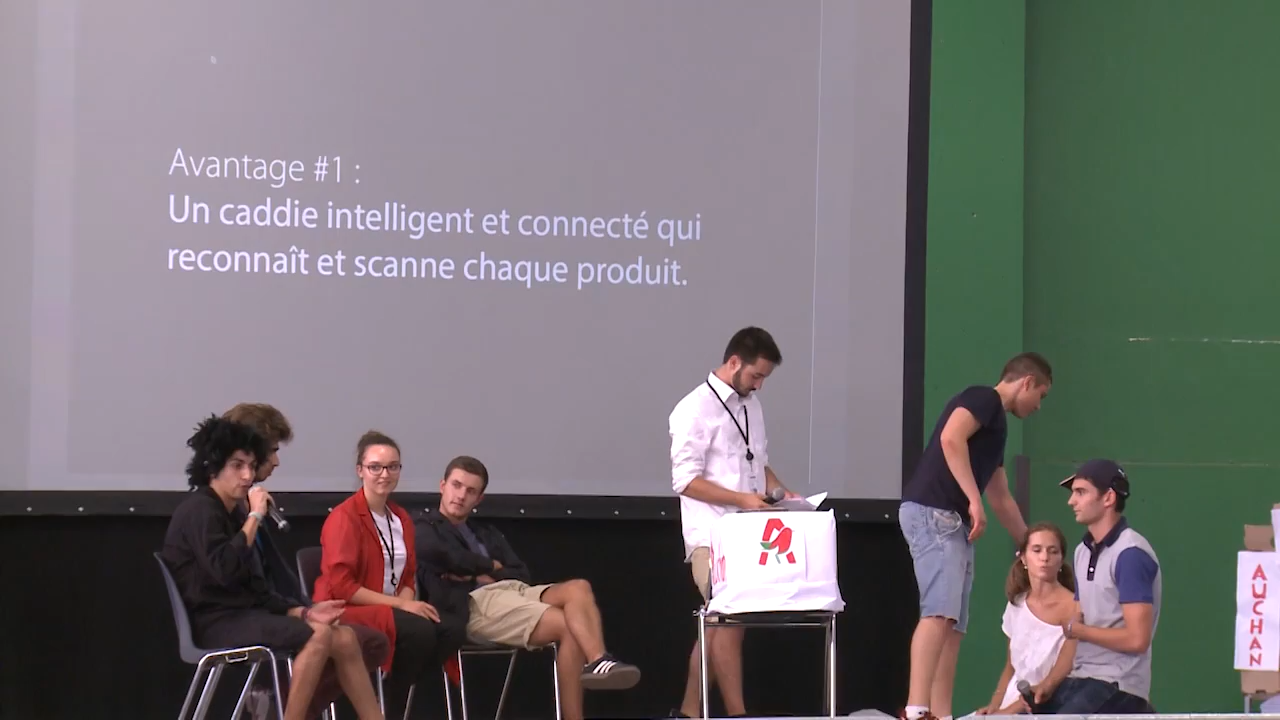 Avantage #1 :
Un caddie intelligent et connecté qui
reconnaît et scanne chaque produit.
AUCHAN